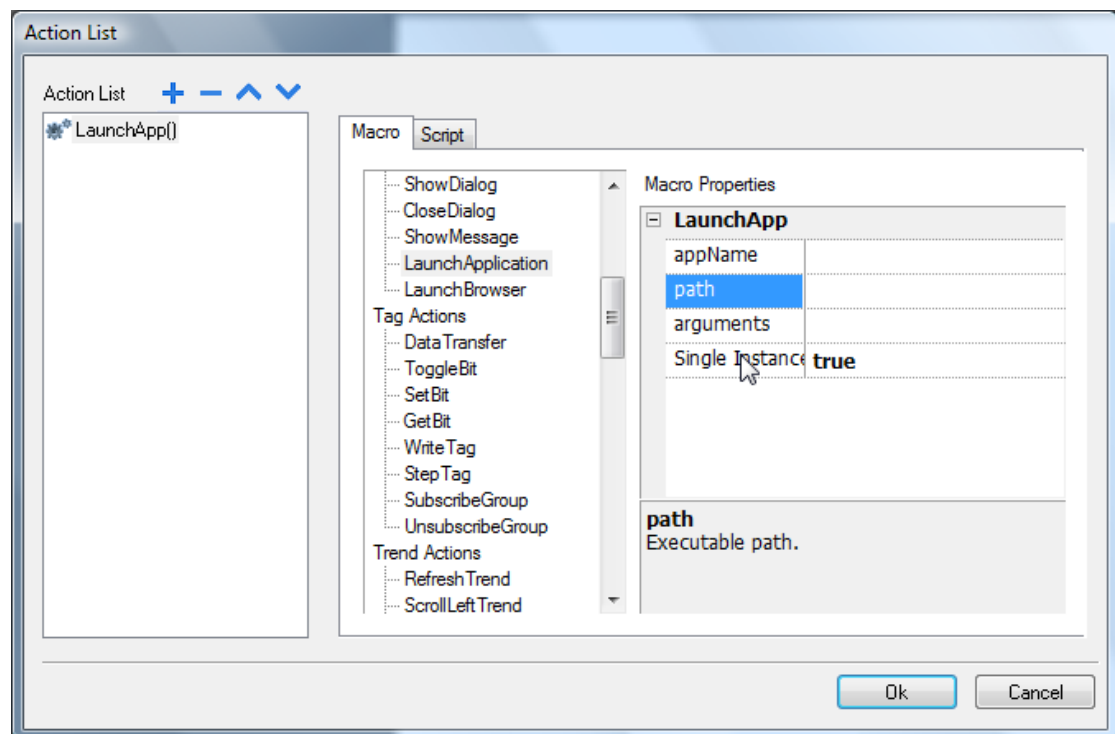 Action List
Action List
LaunchApp()
Macro
Script
ShowDialog
CloseDialog
ShowMessage
LaunchApplication
LaunchBrowser
Tag Actions
DataTransfer
ToggleBit
SetBit
GetBit
WriteTag
StepTag
SubscribeGroup
UnsubscribeGroup
Trend Actions
RefreshTrend
ScrollLeftTrend
Macro Properties
LaunchApp
appName
path
arguments
Single Instance true
path
Executable path.
Ok
Cancel